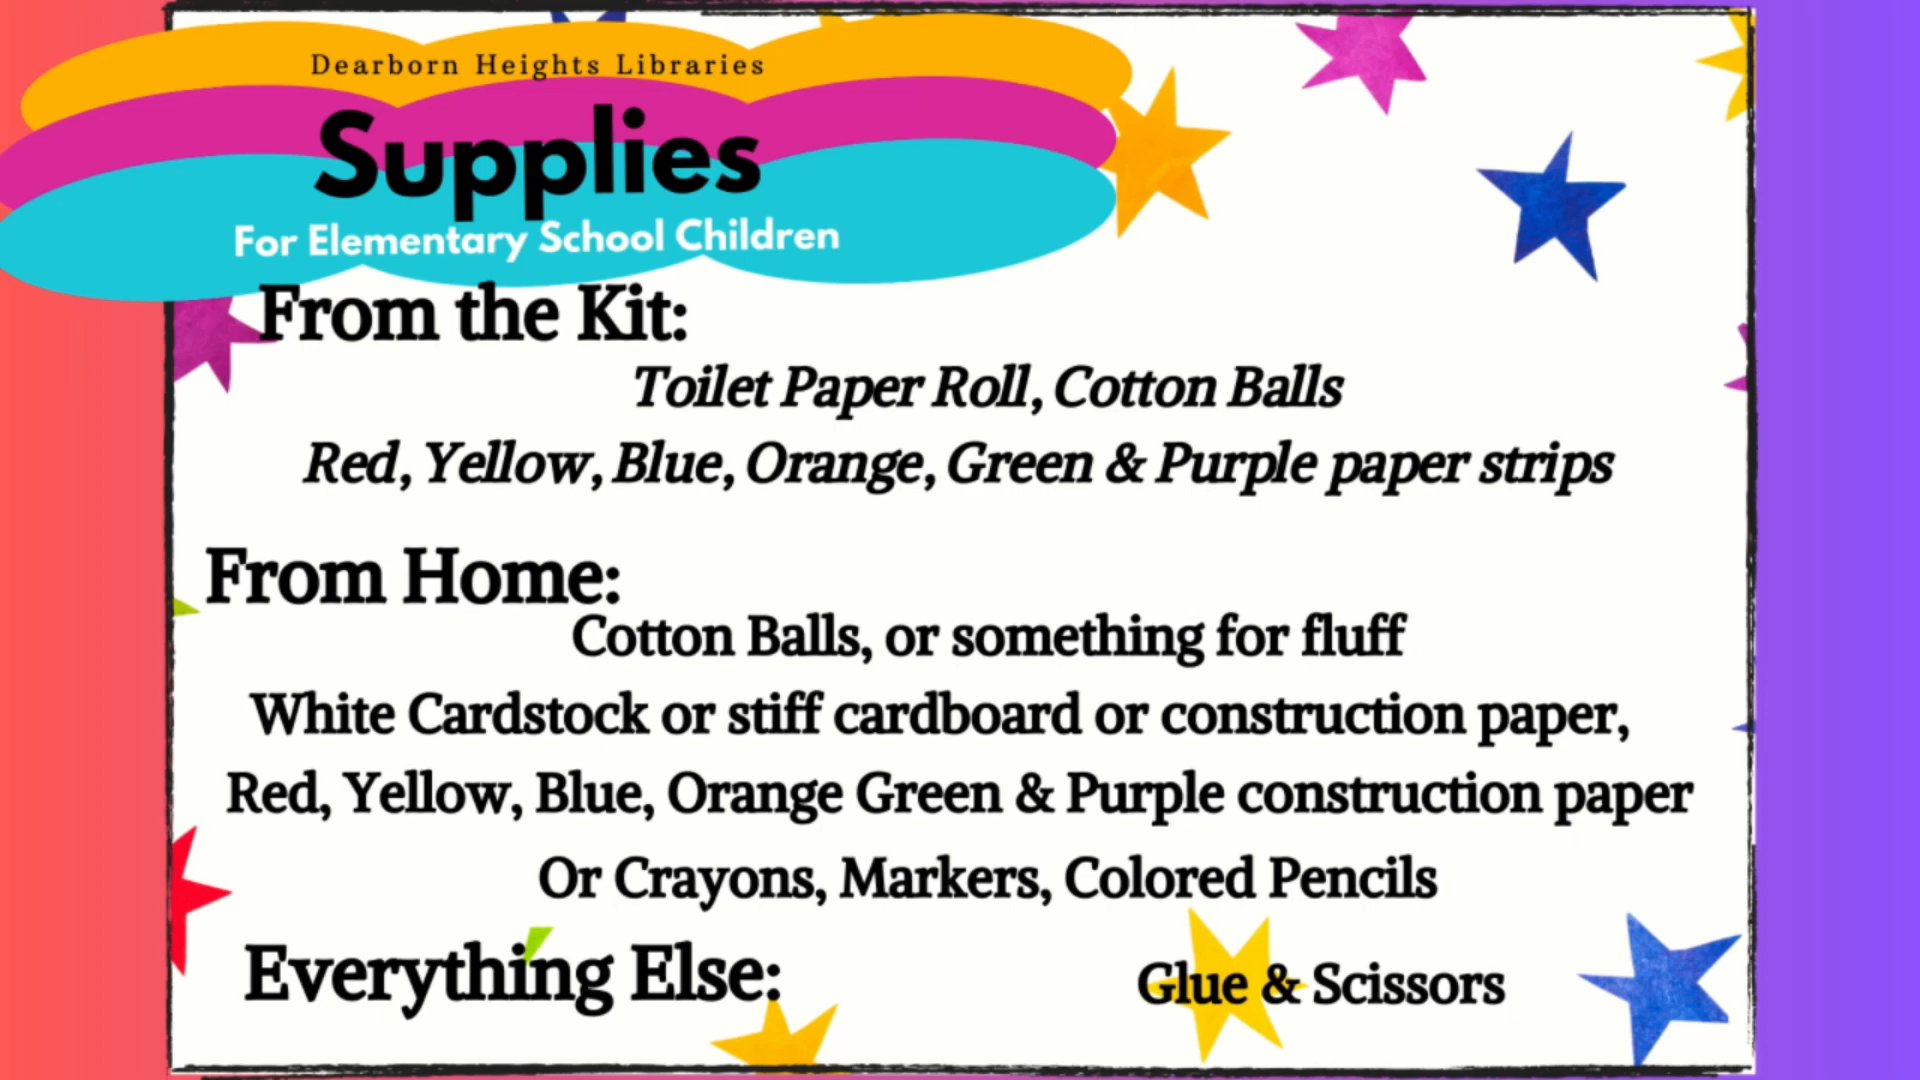 Dearborn Heights Libraries
Supplies
For Elementary School Children
From the Kit:
Toilet Paper Roll, Cotton Balls
Red, Yellow, Blue, Orange, Green & Purple paper strips
From Home:
Cotton Balls, or something for fluff
White Cardstock or stiff cardboard or construction paper,
Red, Yellow, Blue, Orange Green & Purple construction paper
Or Crayons, Markers, Colored Pencils
Everything Else:
Glue & Scissors